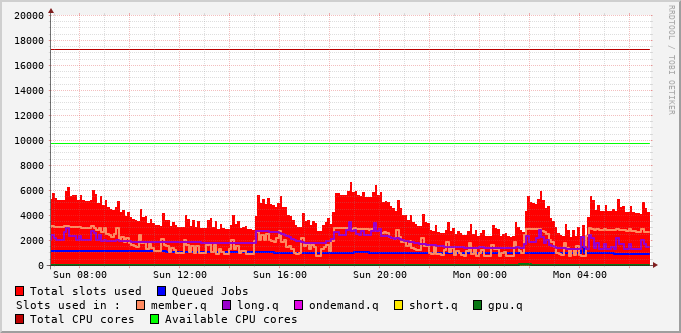 20000
18000
16000
14000
12000
10000
8000
6000
4000
2000
0
Sun 08:00 Sun 12:00 Sun 16:00 Sun 20:00 Mon 00:00 Mon 04:00
Total slots used Queued Jobs
Slots used in : member.q long.q ondemand.q short.q gpu.q
Total CPU cores Available CPU cores
RRDTOOL / TOBI OETIKER